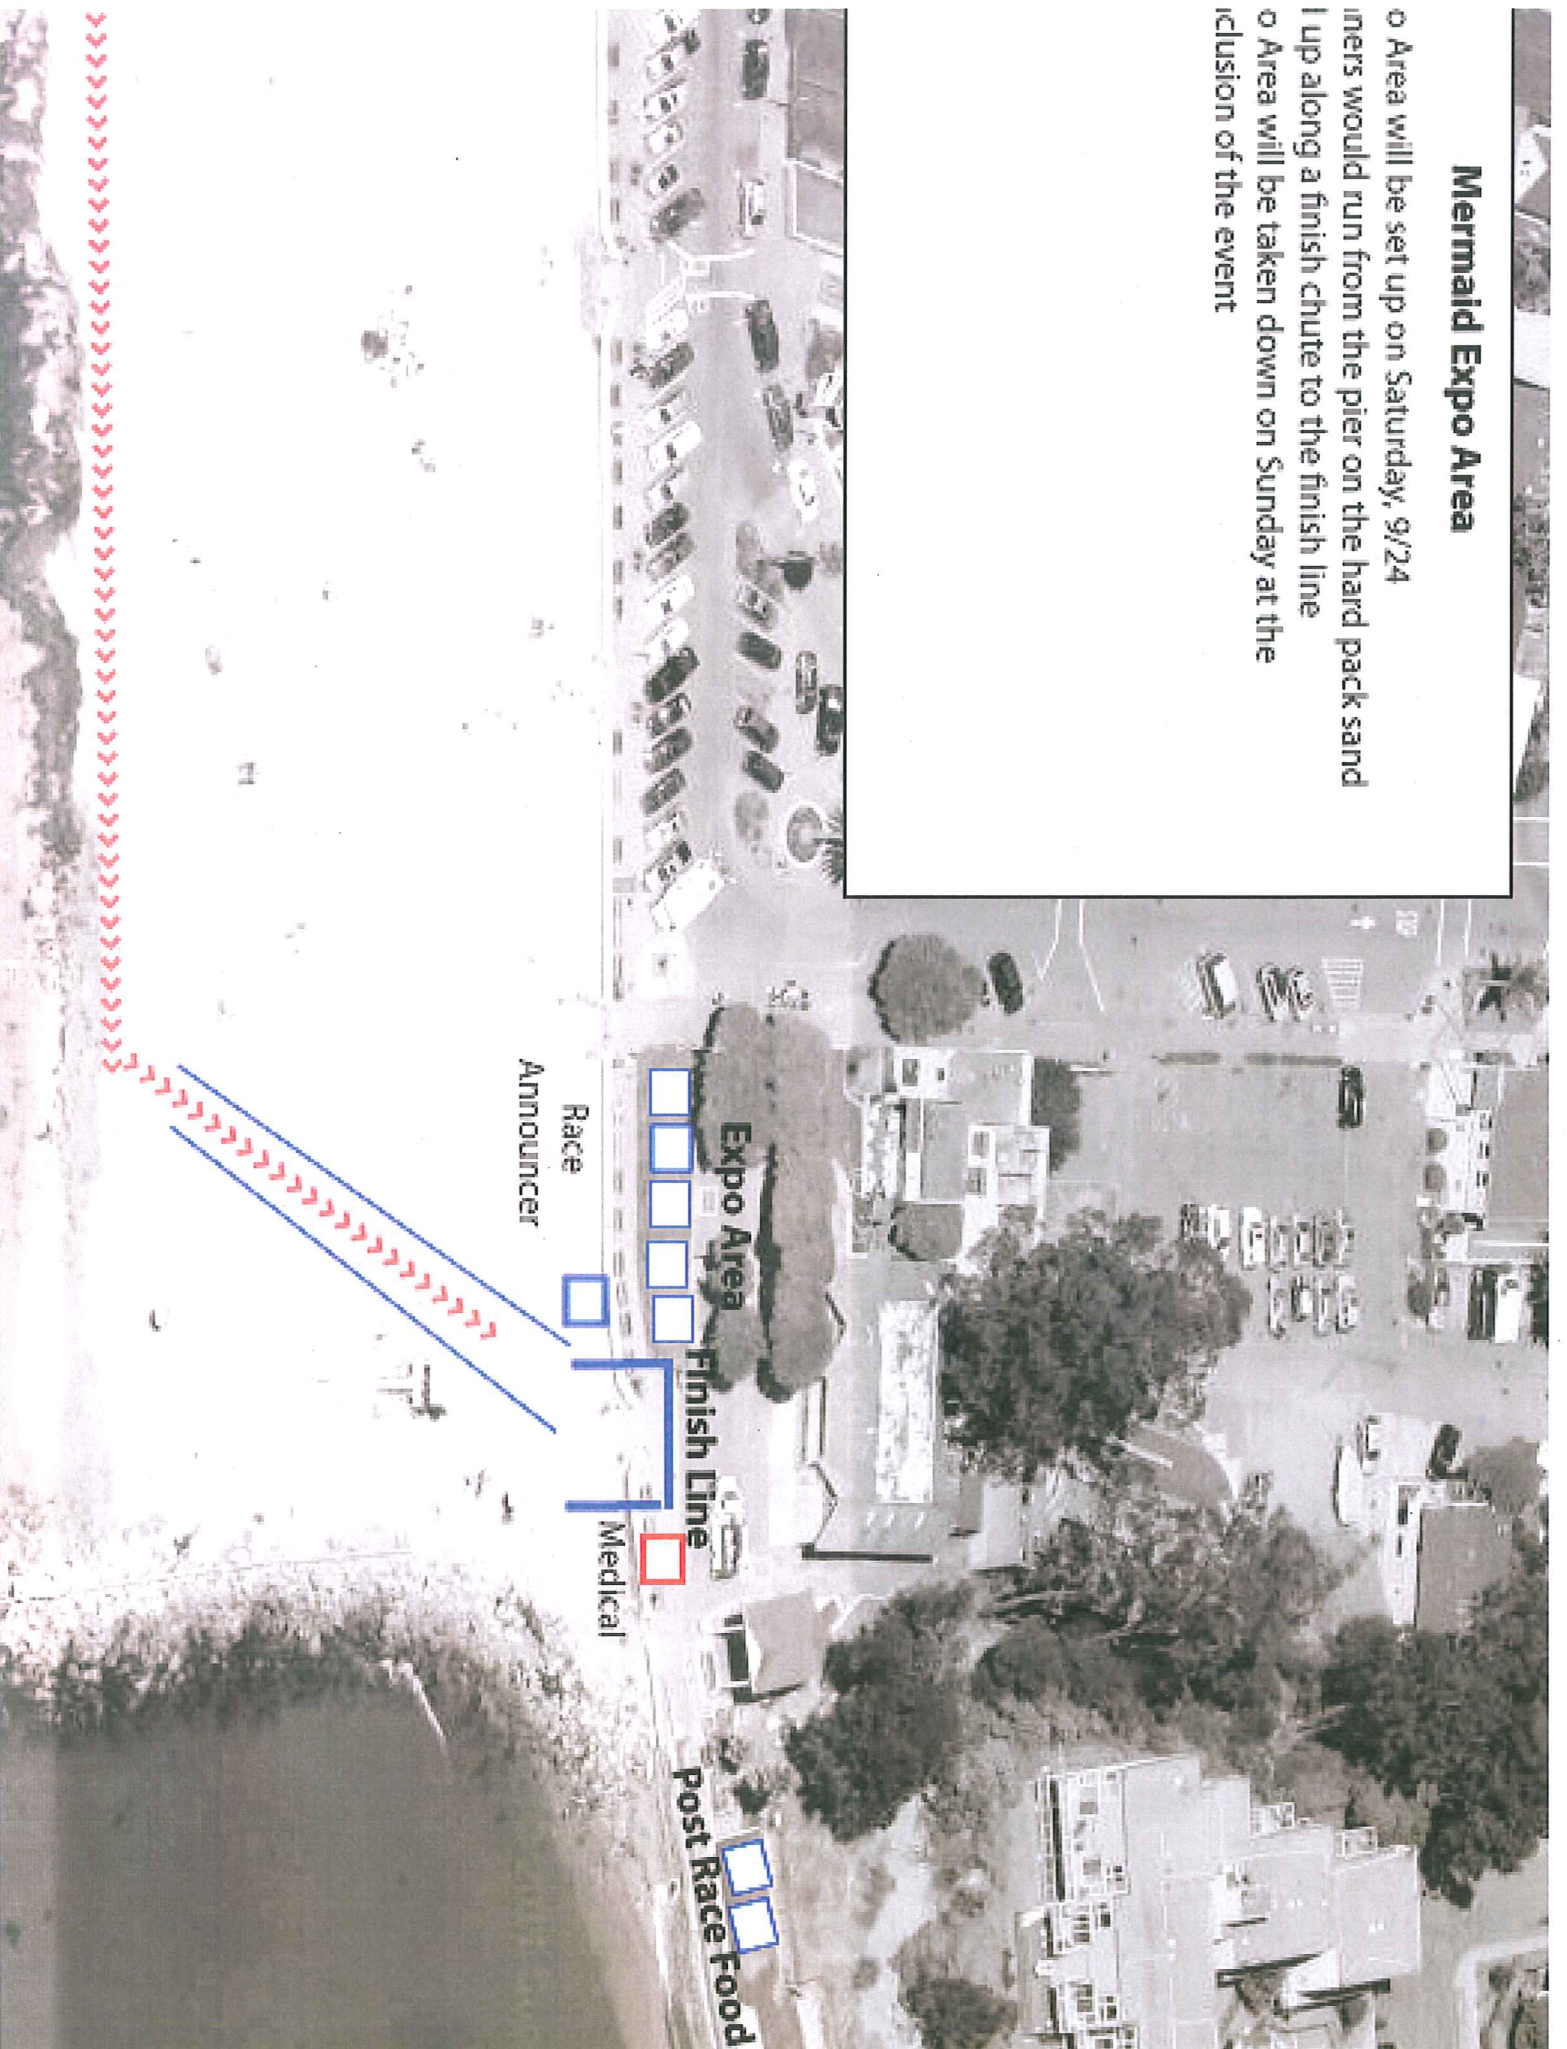 Mermaid Expo Area
o Area will be set up on Saturday, 9/24
ners would run from the pier on the hard pack sand
l up along a finish chute to the finish line
o Area will be taken down on Sunday at the
clusion of the event
Expo Area
Finish Line
Race
Announcer
Medical
Post Race Food